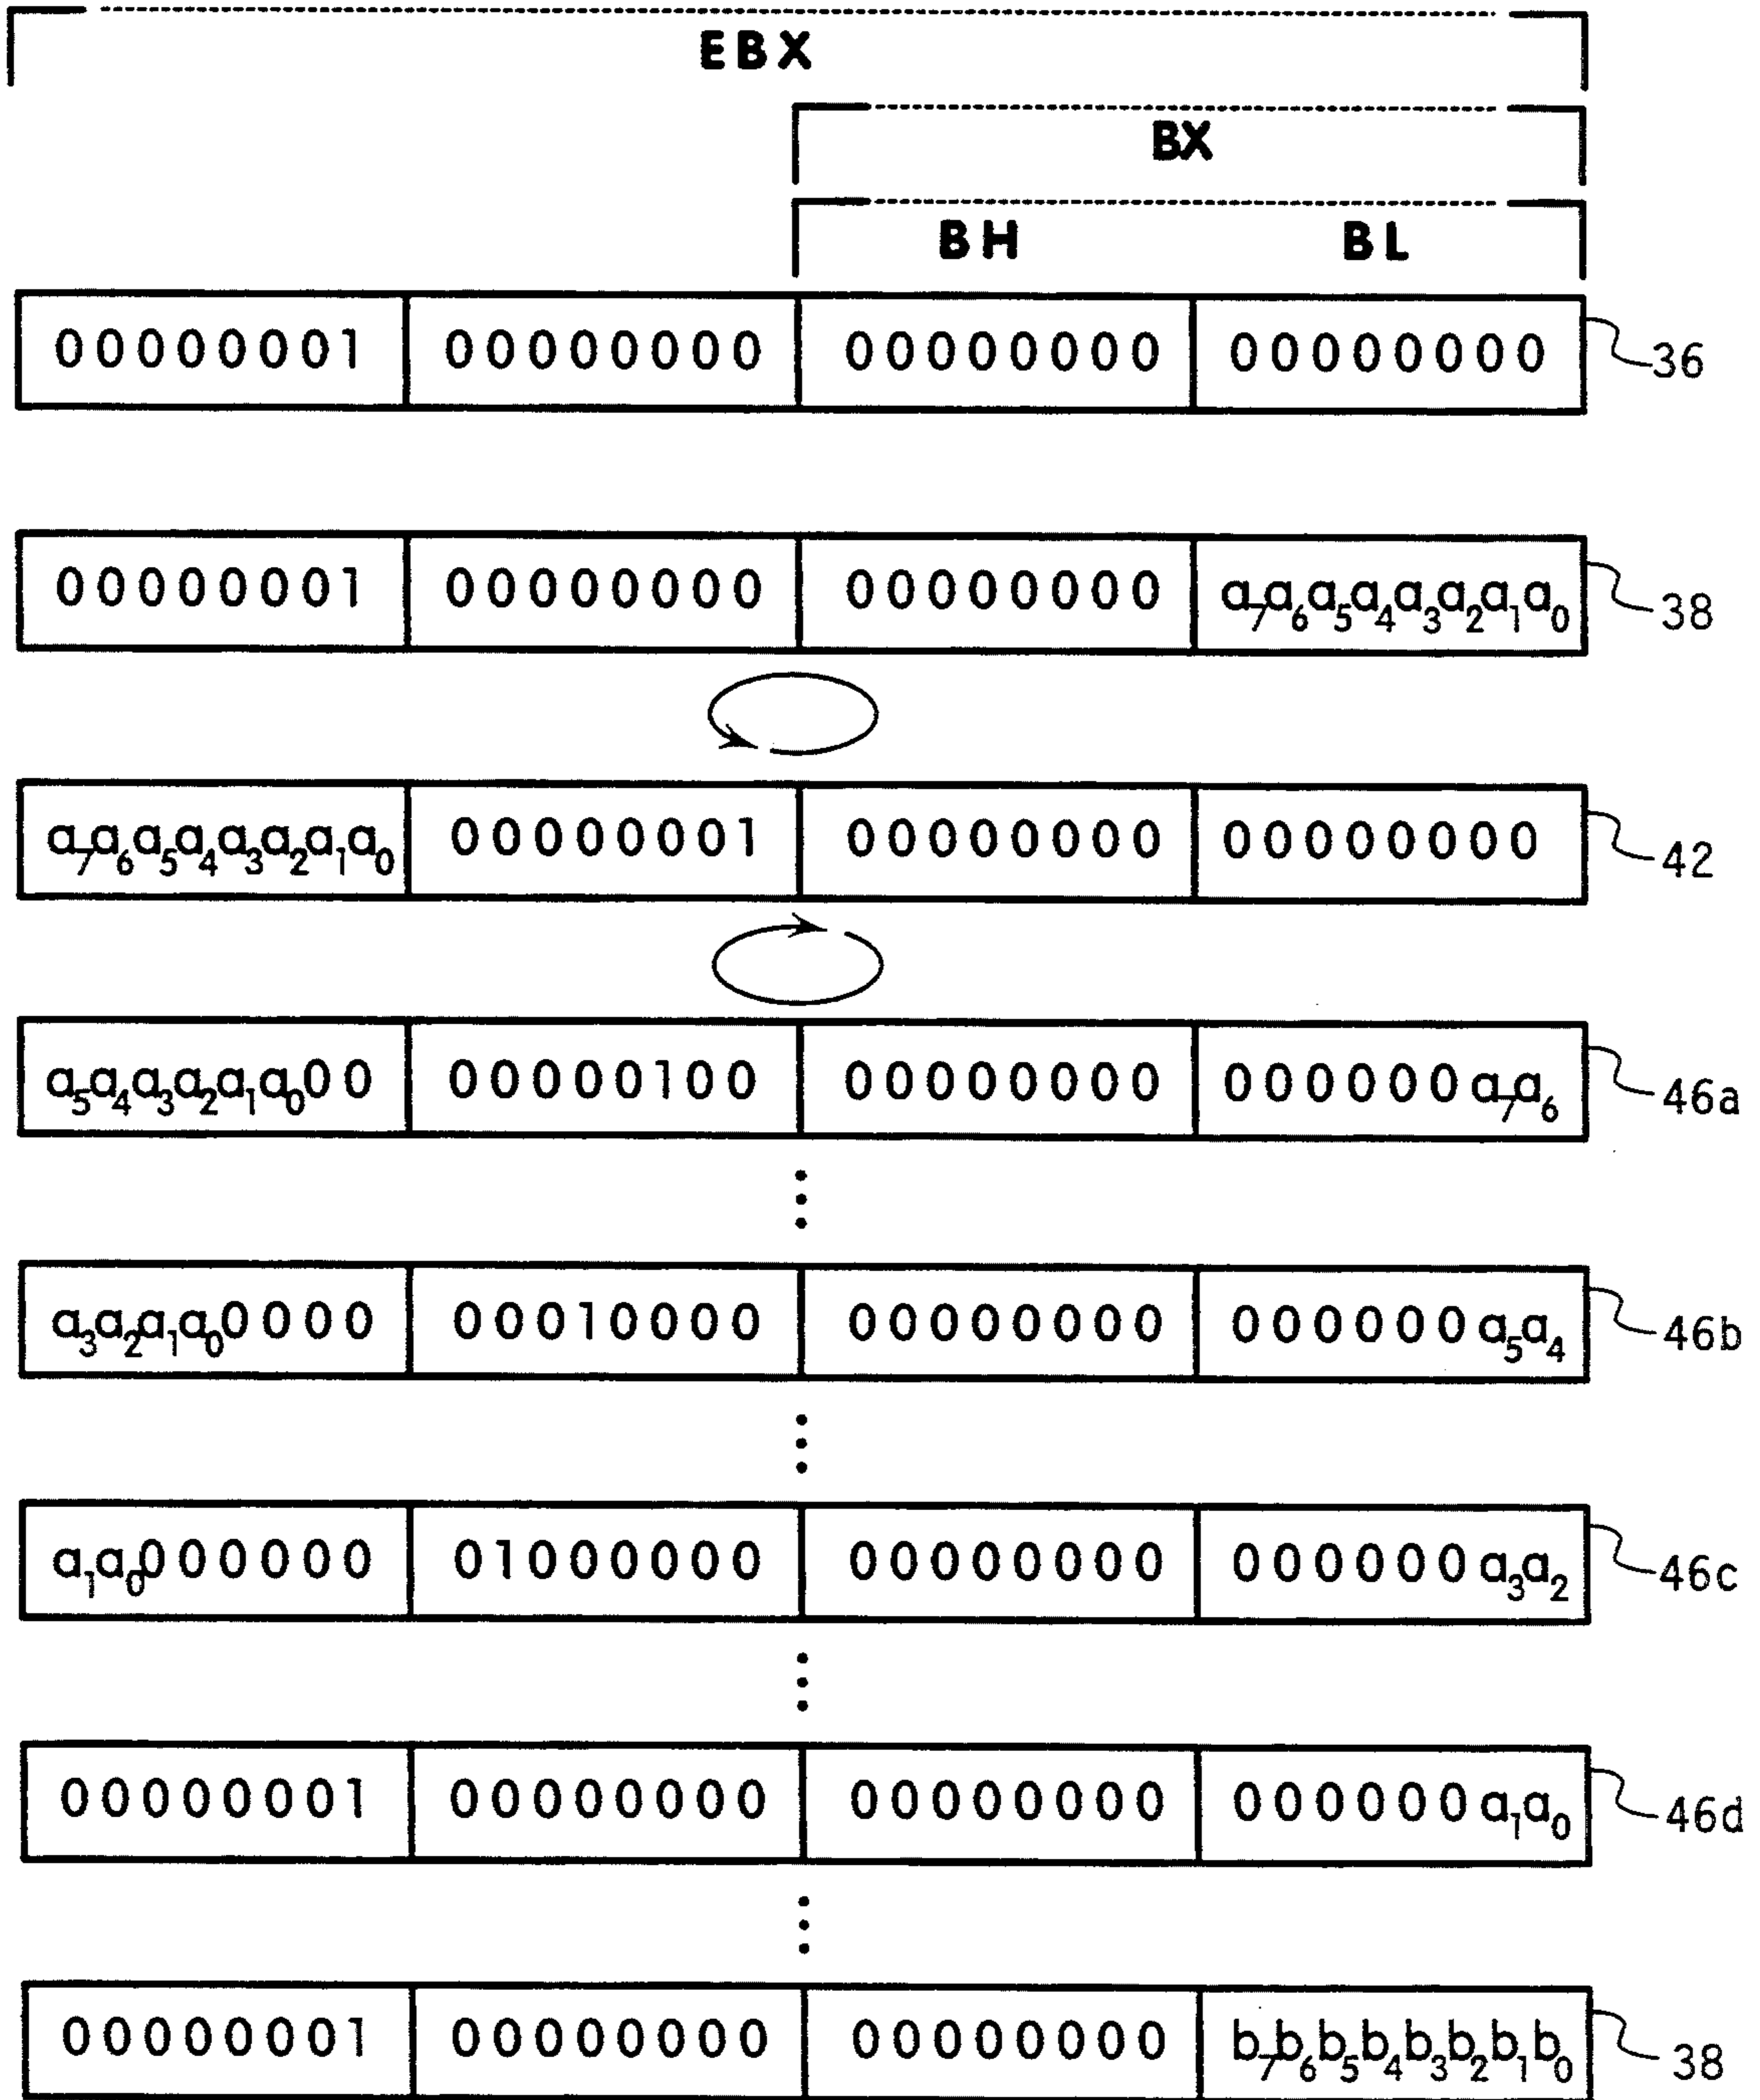 EBX
BX
BH BL
00000001 00000000 00000000 00000000 36
00000001 00000000 00000000 a₇a₆a₅a₄a₃a₂a₁a₀ 38
a₇a₆a₅a₄a₃a₂a₁a₀ 00000001 00000000 00000000 42
a₅a₄a₃a₂a₁a₀00 00000100 00000000 000000a₇a₆ 46a
a₃a₂a₁a₀0000 00010000 00000000 000000a₅a₄ 46b
a₁a₀000000 01000000 00000000 000000a₃a₂ 46c
00000001 00000000 00000000 000000a₁a₀ 46d
00000001 00000000 00000000 b₇b₆b₅b₄b₃b₂b₁b₀ 38